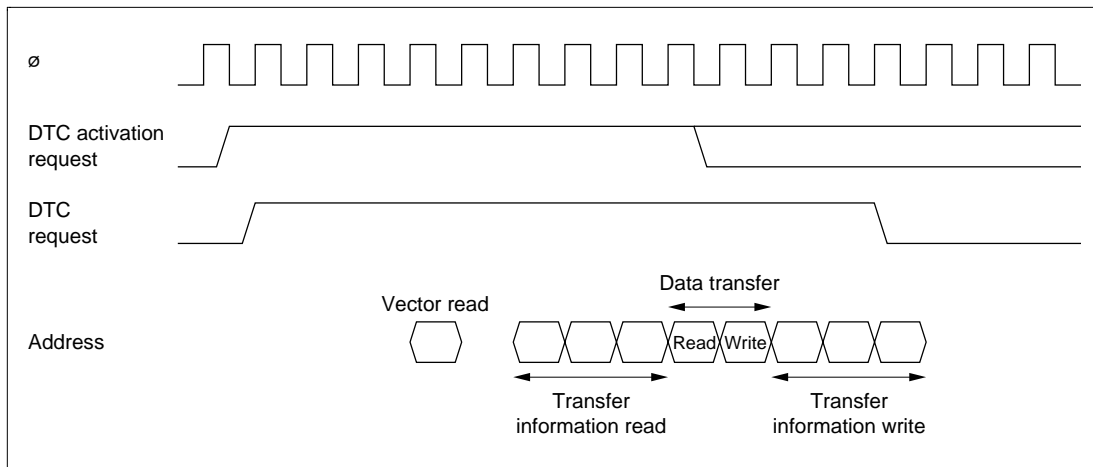 ø
DTC activation
request
DTC
request
Data transfer
Vector read
Address
Read
Write
Transfer
information read
Transfer
information write